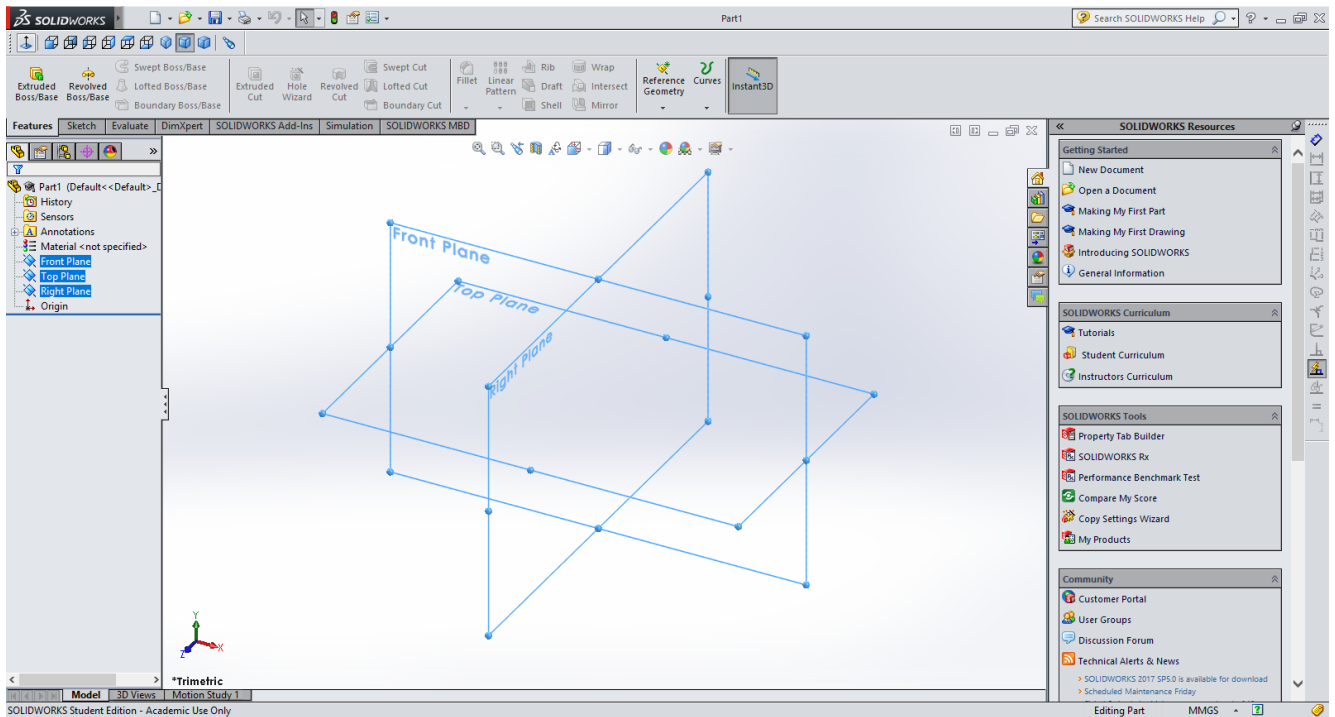 SOLIDWORKS
Part1
Search SOLIDWORKS Help
Extruded Boss/Base
Revolved Boss/Base
Swept Boss/Base
Lofted Boss/Base
Boundary Boss/Base
Extruded Cut
Hole Wizard
Revolved Cut
Swept Cut
Lofted Cut
Boundary Cut
Fillet
Linear Pattern
Rib
Draft
Shell
Wrap
Intersect
Mirror
Reference Geometry
Curves
Instant3D
Features Sketch Evaluate DimXpert SOLIDWORKS Add-Ins Simulation SOLIDWORKS MBD
Part1 (Default<<Default>_D
History
Sensors
Annotations
Material <not specified>
Front Plane
Top Plane
Right Plane
Origin
Front Plane
Top Plane
Right Plane
Y
X
Z
*Trimetric
SOLIDWORKS Resources
Getting Started
New Document
Open a Document
Making My First Part
Making My First Drawing
Introducing SOLIDWORKS
General Information
SOLIDWORKS Curriculum
Tutorials
Student Curriculum
Instructors Curriculum
SOLIDWORKS Tools
Property Tab Builder
SOLIDWORKS Rx
Performance Benchmark Test
Compare My Score
Copy Settings Wizard
My Products
Community
Customer Portal
User Groups
Discussion Forum
Technical Alerts & News
SOLIDWORKS 2017 SP5.0 is available for download
Scheduled Maintenance Friday
Model 3D Views Motion Study 1
SOLIDWORKS Student Edition - Academic Use Only
Editing Part MMGS